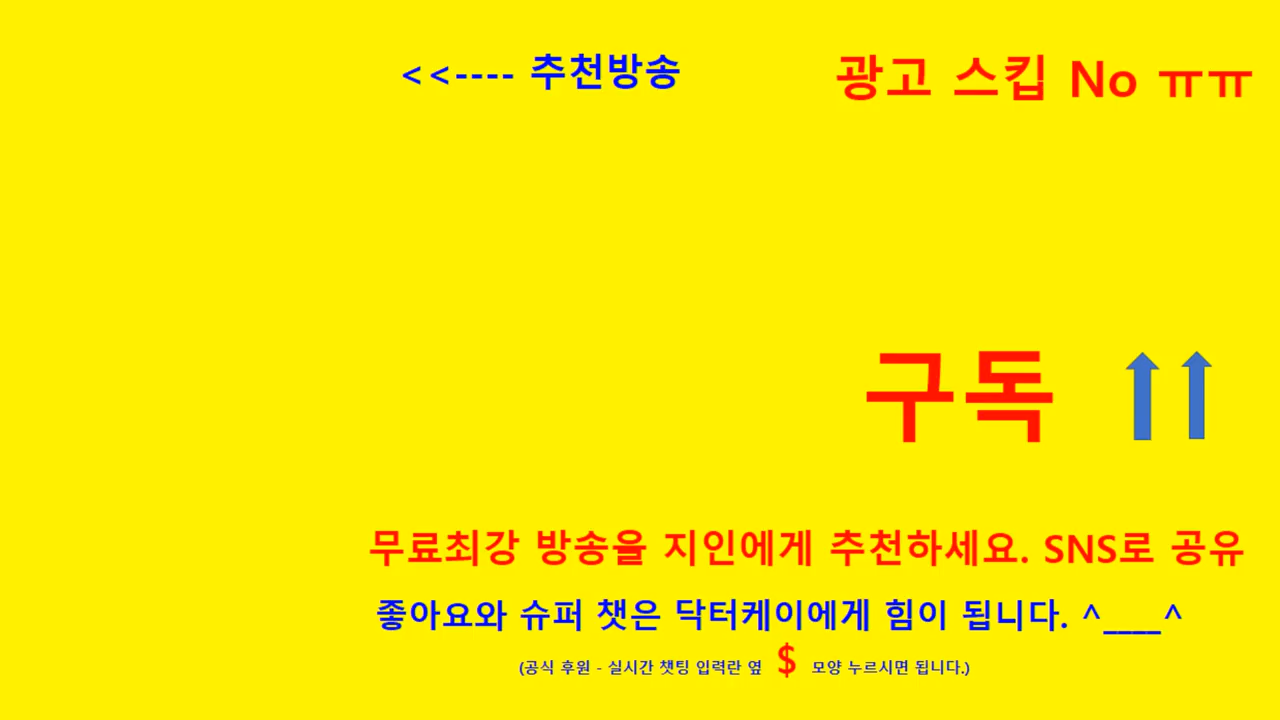 <<---- 추천방송
광고 스킵 No ㅠㅠ
구독
무료최강 방송을 지인에게 추천하세요. SNS로 공유
좋아요와 슈퍼 챗은 닥터케이에게 힘이 됩니다. ^____^
(공식 후원 - 실시간 챗팅 입력란 옆 $ 모양 누르시면 됩니다.)